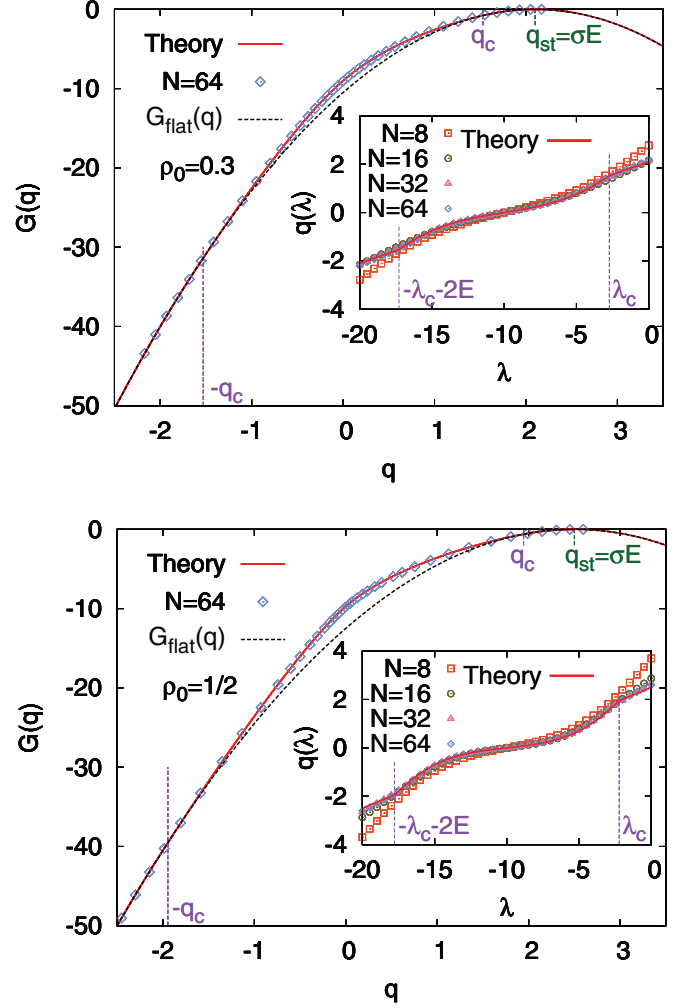 0
-10
-20
-30
-40
-50
G(q)
Theory
N=64
G_flat(q)
ρ₀=0.3
q_c
q_st=σE
-q_c
4
2
0
-2
-4
q(λ)
N=8
N=16
N=32
N=64
Theory
-λ_c-2E
λ_c
-20 -15 -10 -5 0
λ
-2 -1 0 1 2 3
q
0
-10
-20
-30
-40
-50
G(q)
Theory
N=64
G_flat(q)
ρ₀=1/2
q_c
q_st=σE
-q_c
4
2
0
-2
-4
q(λ)
N=8
N=16
N=32
N=64
Theory
-λ_c-2E
λ_c
-20 -15 -10 -5 0
λ
-2 -1 0 1 2 3
q